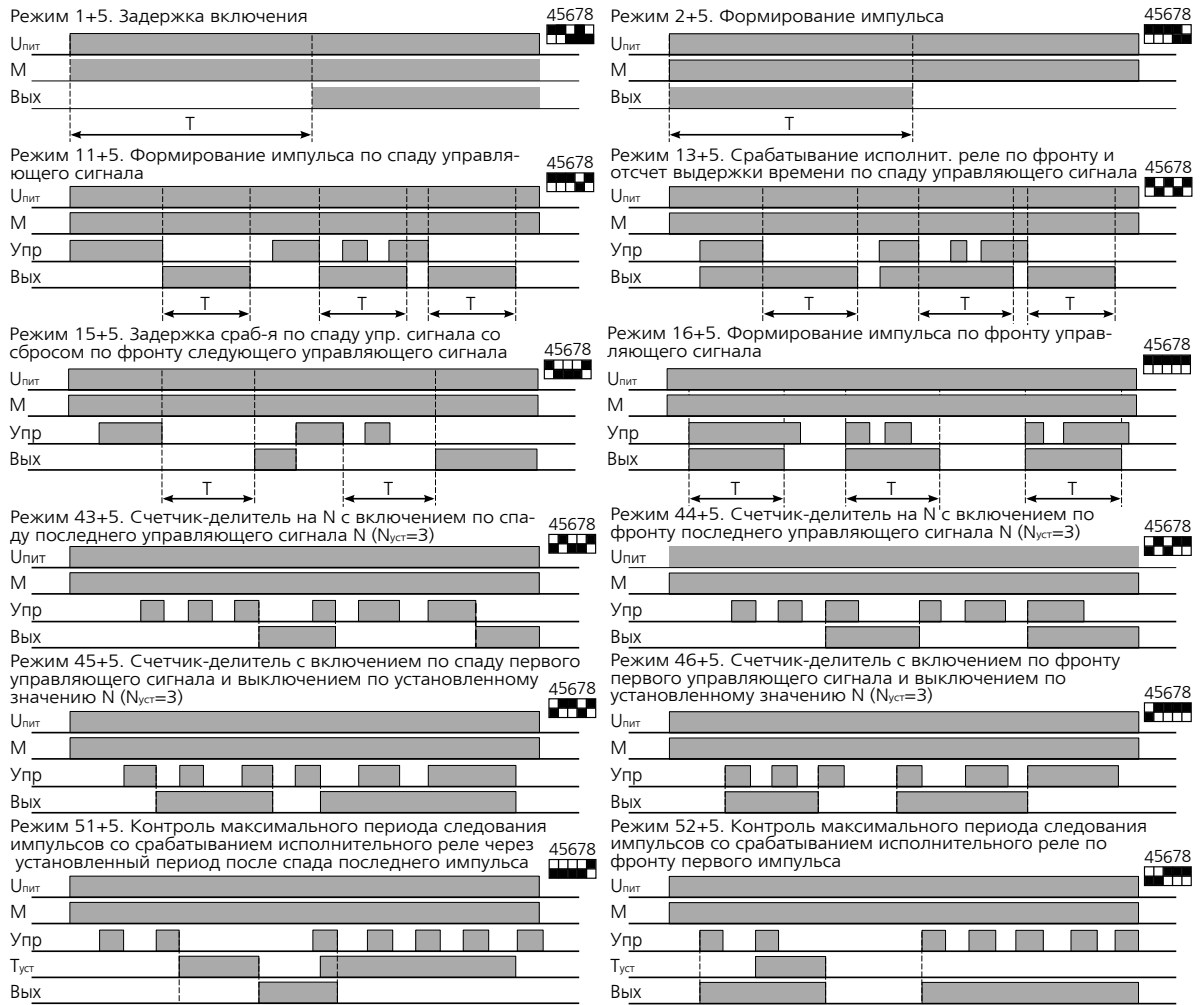 Режим 1+5. Задержка включения
45678
Uпит
М
Вых
T
Режим 2+5. Формирование импульса
45678
Uпит
М
Вых
T
Режим 11+5. Формирование импульса по спаду управля-
ющего сигнала
45678
Uпит
М
Упр
Вых
T
T
T
Режим 13+5. Срабатывание исполнит. реле по фронту и
отсчет выдержки времени по спаду управляющего сигнала
45678
Uпит
М
Упр
Вых
T
T
T
Режим 15+5. Задержка сраб-я по спаду упр. сигнала со
сбросом по фронту следующего управляющего сигнала
45678
Uпит
М
Упр
Вых
T
T
Режим 16+5. Формирование импульса по фронту управ-
ляющего сигнала
45678
Uпит
М
Упр
Вых
T
T
T
Режим 43+5. Счетчик-делитель на N с включением по спа-
ду последнего управляющего сигнала N (Nуст=3)
45678
Uпит
М
Упр
Вых
Режим 44+5. Счетчик-делитель на N с включением по
фронту последнего управляющего сигнала N (Nуст=3)
45678
Uпит
М
Упр
Вых
Режим 45+5. Счетчик-делитель с включением по спаду первого
управляющего сигнала и выключением по установленному
значению N (Nуст=3)
45678
Uпит
М
Упр
Вых
Режим 46+5. Счетчик-делитель с включением по фронту
первого управляющего сигнала и выключением по
установленному значению N (Nуст=3)
45678
Uпит
М
Упр
Вых
Режим 51+5. Контроль максимального периода следования
импульсов со срабатыванием исполнительного реле через
установленный период после спада последнего импульса
45678
Uпит
М
Упр
Tуст
Вых
Режим 52+5. Контроль максимального периода следования
импульсов со срабатыванием исполнительного реле по
фронту первого импульса
45678
Uпит
М
Упр
Tуст
Вых